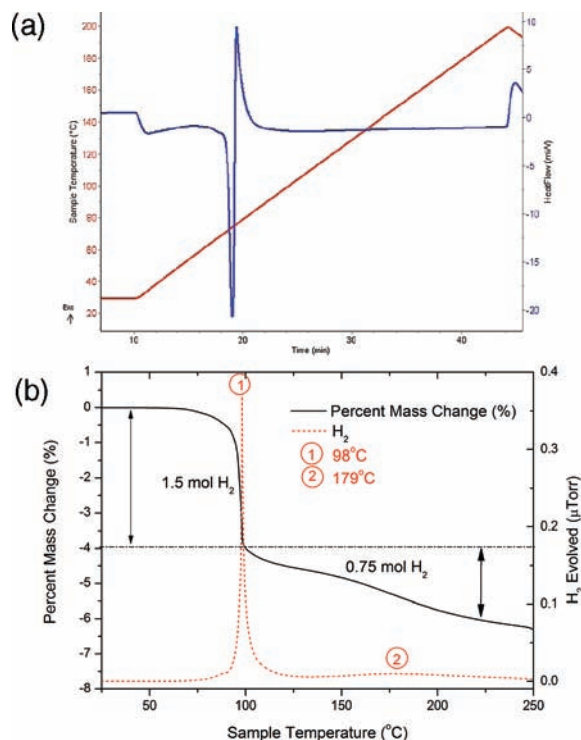 (a)
200
180
160
140
120
100
80
60
40
20
Sample Temperature (°C)
Exo
10
5
0
-5
-10
-15
-20
HeatFlow (mW)
20
30
40
Time (min)
(b)
1
0
-1
-2
-3
-4
-5
-6
-7
-8
Percent Mass Change (%)
1
Percent Mass Change (%)
H2
1 98°C
2 179°C
1.5 mol H2
0.75 mol H2
2
0.4
0.3
0.2
0.1
0.0
H2 Evolved (μTorr)
50
100
150
200
250
Sample Temperature (°C)